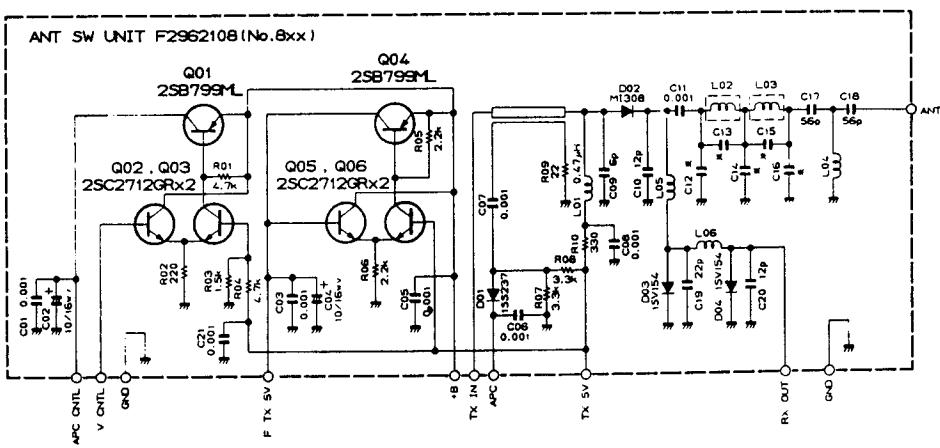 ANT SW UNIT F2962108(No.8xx)
Q01
2SB799ML
Q04
2SB799ML
Q02 , Q03
2SC2712GRx2
R01
4.7k
Q05 , Q06
2SC2712GRx2
R05
2.2k
R02
220
R03
1.5k
R04
4.7k
R06
2.2k
C01 0.001
C02
10/16wv
C21
0.001
C03
0.001
C04
10/16wv
C05
0.001
D02
MI308
C11
0.001
L02
L03
C17
56p
C18
56p
ANT
C13
*
C15
*
C12 *
C14 *
C16 *
L04
R09
22
L01 0.47μH
C09 6p
C10 12p
L05
C07
0.001
R10
330
C08
0.001
R08
3.3k
R07
3.3k
D01
1SS237
C06
0.001
L06
D03
1SV154
C19
22p
D04 1SV154
C20
12p
APC CNTL
V CNTL
GND
F TX 5V
+B
TX IN
APC
TX 5V
RX OUT
GND